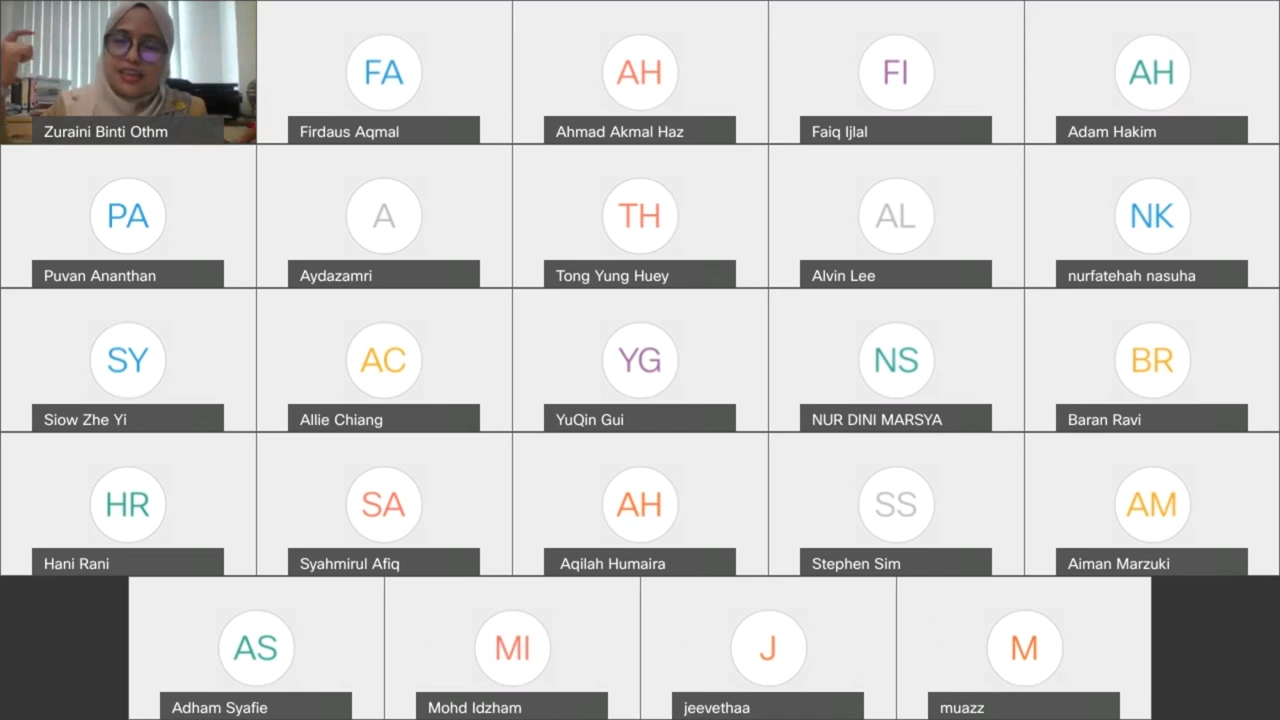 Zuraini Binti Othm
FA
Firdaus Aqmal
AH
Ahmad Akmal Haz
FI
Faiq Ijlal
AH
Adam Hakim
PA
Puvan Ananthan
A
Aydazamri
TH
Tong Yung Huey
AL
Alvin Lee
NK
nurfatehah nasuha
SY
Siow Zhe Yi
AC
Allie Chiang
YG
YuQin Gui
NS
NUR DINI MARSYA
BR
Baran Ravi
HR
Hani Rani
SA
Syahmirul Afiq
AH
Aqilah Humaira
SS
Stephen Sim
AM
Aiman Marzuki
AS
Adham Syafie
MI
Mohd Idzham
J
jeevethaa
M
muazz